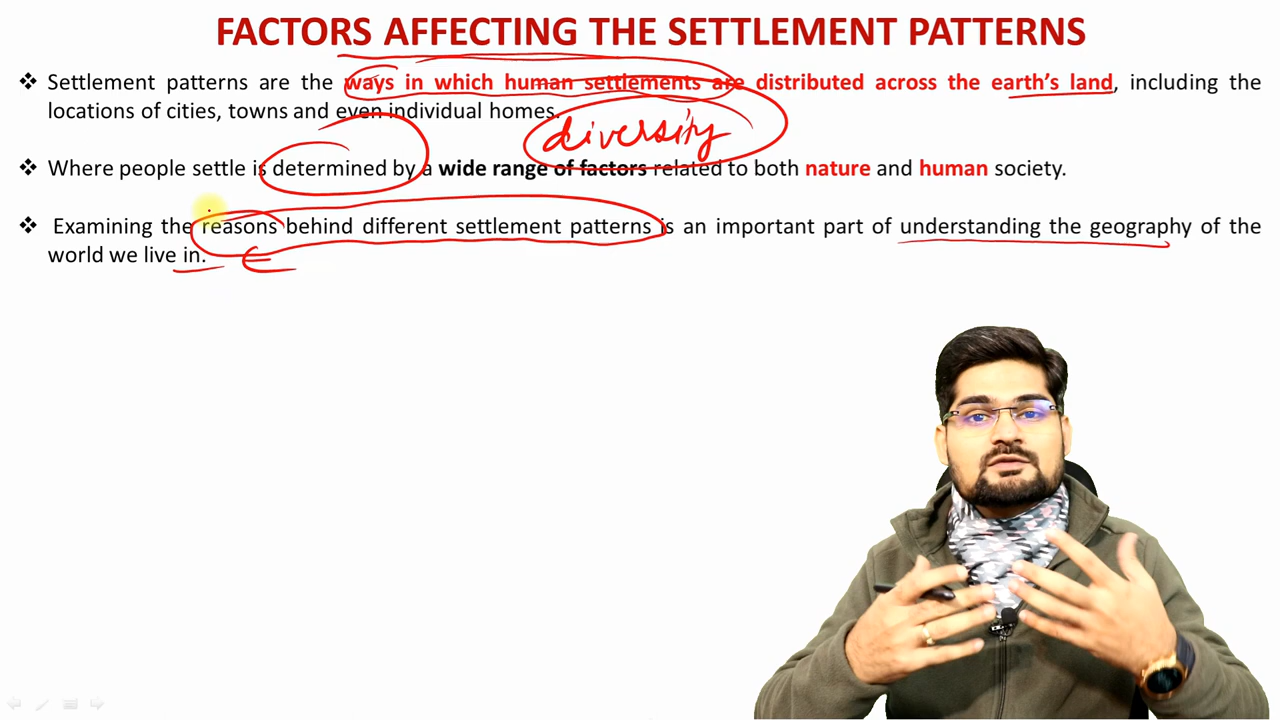 FACTORS AFFECTING THE SETTLEMENT PATTERNS
❖ Settlement patterns are the ways in which human settlements are distributed across the earth's land, including the
locations of cities, towns and even individual homes.
diversity
❖ Where people settle is determined by a wide range of factors related to both nature and human society.
❖ Examining the reasons behind different settlement patterns is an important part of understanding the geography of the
world we live in.